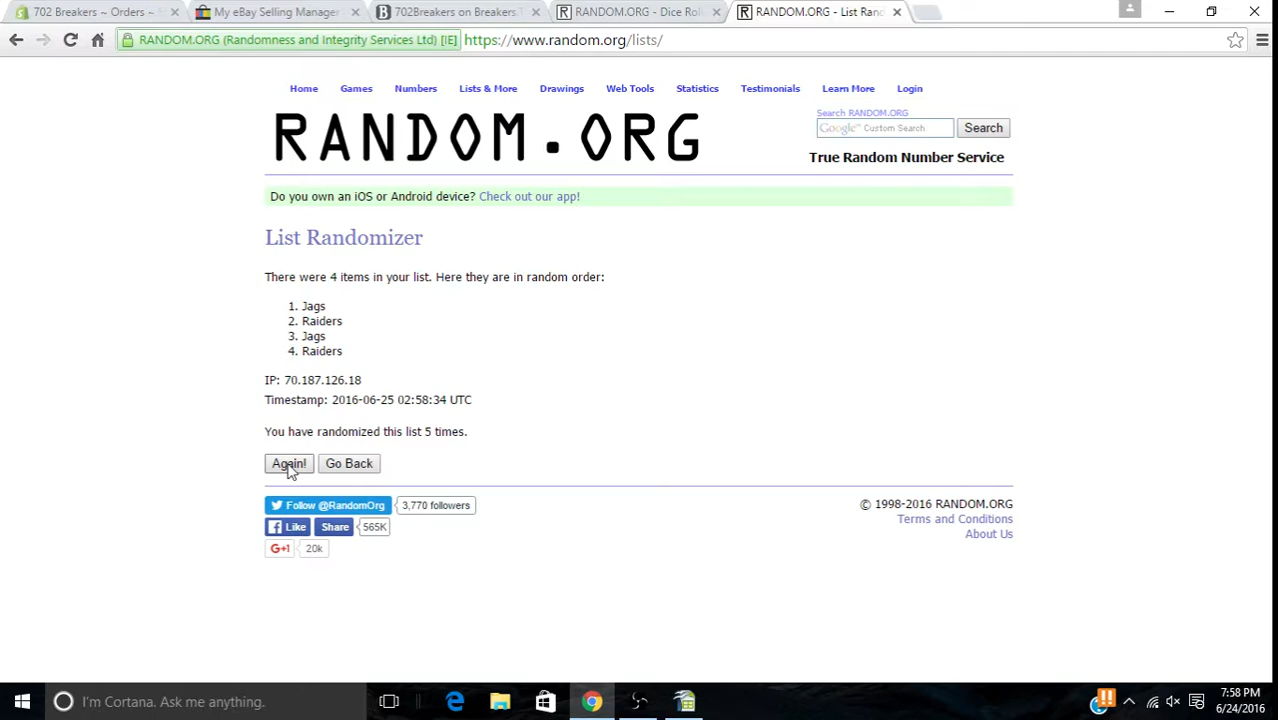 702 Breakers ~ Orders ~
My eBay Selling Manager
702Breakers on Breakers.T
RANDOM.ORG - Dice Roll
RANDOM.ORG - List Rand
RANDOM.ORG (Randomness and Integrity Services Ltd) [IE] https://www.random.org/lists/
Home Games Numbers Lists & More Drawings Web Tools Statistics Testimonials Learn More Login
RANDOM.ORG
Search RANDOM.ORG
Google™ Custom Search Search
True Random Number Service
Do you own an iOS or Android device? Check out our app!
List Randomizer
There were 4 items in your list. Here they are in random order:
1. Jags
2. Raiders
3. Jags
4. Raiders
IP: 70.187.126.18
Timestamp: 2016-06-25 02:58:34 UTC
You have randomized this list 5 times.
Again! Go Back
Follow @RandomOrg 3,770 followers
Like Share 565K
G+1 20k
© 1998-2016 RANDOM.ORG
Terms and Conditions
About Us
I'm Cortana. Ask me anything.
7:58 PM
6/24/2016